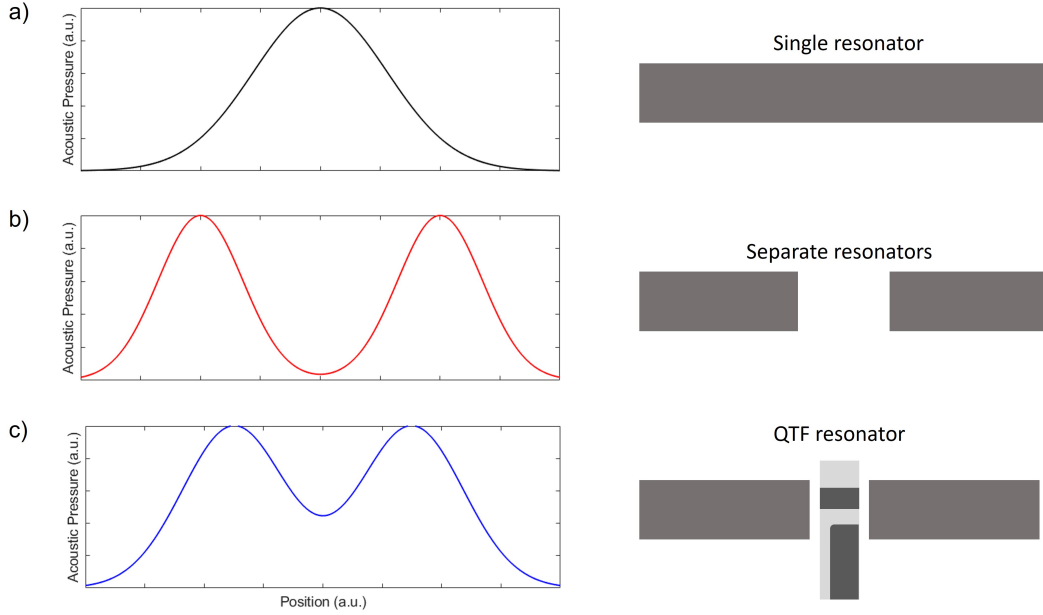 a)
Acoustic Pressure (a.u.)
Single resonator
b)
Acoustic Pressure (a.u.)
Separate resonators
c)
Acoustic Pressure (a.u.)
QTF resonator
Position (a.u.)